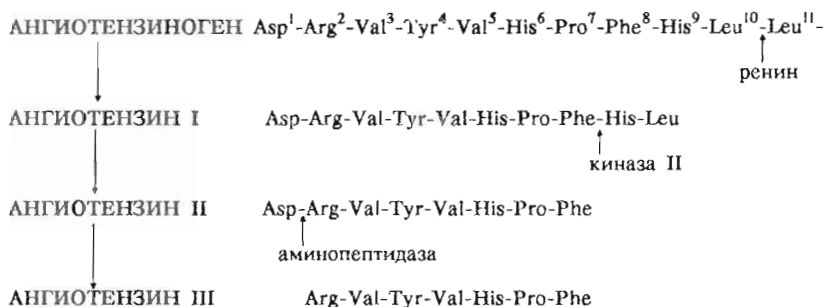 АНГИОТЕНЗИНОГЕН Asp¹-Arg²-Val³-Tyr⁴-Val⁵-His⁶-Pro⁷-Phe⁸-His⁹-Leu¹⁰-Leu¹¹-
ренин
АНГИОТЕНЗИН I Asp-Arg-Val-Tyr-Val-His-Pro-Phe-His-Leu
киназа II
АНГИОТЕНЗИН II Asp-Arg-Val-Tyr-Val-His-Pro-Phe
аминопептидаза
АНГИОТЕНЗИН III Arg-Val-Tyr-Val-His-Pro-Phe